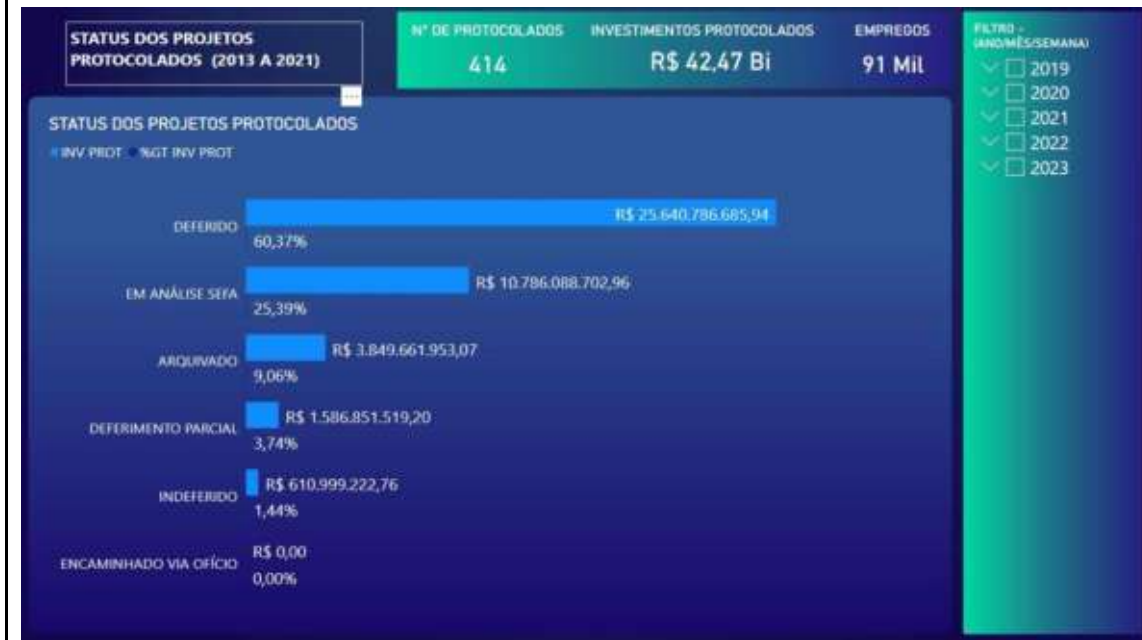 STATUS DOS PROJETOS
PROTOCOLADOS (2013 A 2021)
N° DE PROTOCOLADOS
414
INVESTIMENTOS PROTOCOLADOS
R$ 42,47 Bi
EMPREGOS
91 Mil
FILTRO -
(ANO/MÊS/SEMANA)
2019
2020
2021
2022
2023
STATUS DOS PROJETOS PROTOCOLADOS
INV PROT %GT INV PROT
DEFERIDO
R$ 25.640.786.685,94
60,37%
EM ANÁLISE SEFA
R$ 10.786.088.702,96
25,39%
ARQUIVADO
R$ 3.849.661.953,07
9,06%
DEFERIMENTO PARCIAL
R$ 1.586.851.519,20
3,74%
INDEFERIDO
R$ 610.999.222,76
1,44%
ENCAMINHADO VIA OFÍCIO
R$ 0,00
0,00%